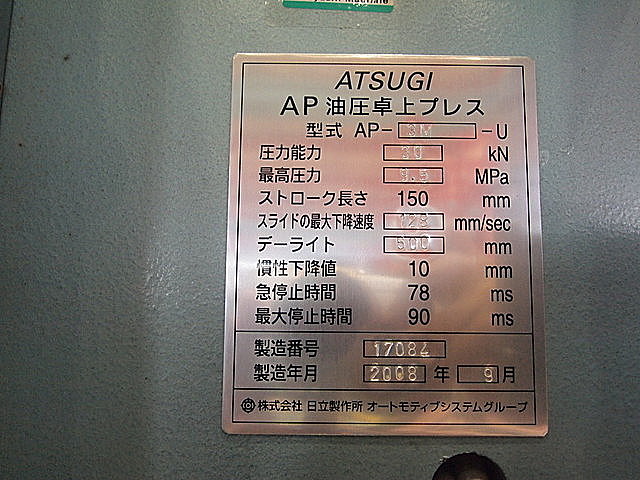 ATSUGI
AP 油圧卓上プレス
型式 AP- 3M -U
圧力能力 30 kN
最高圧力 9.5 MPa
ストローク長さ 150 mm
スライドの最大下降速度 128 mm/sec
デーライト 500 mm
慣性下降値 10 mm
急停止時間 78 ms
最大停止時間 90 ms
製造番号 17084
製造年月 2008 年 9 月
株式会社 日立製作所 オートモティブシステムグループ